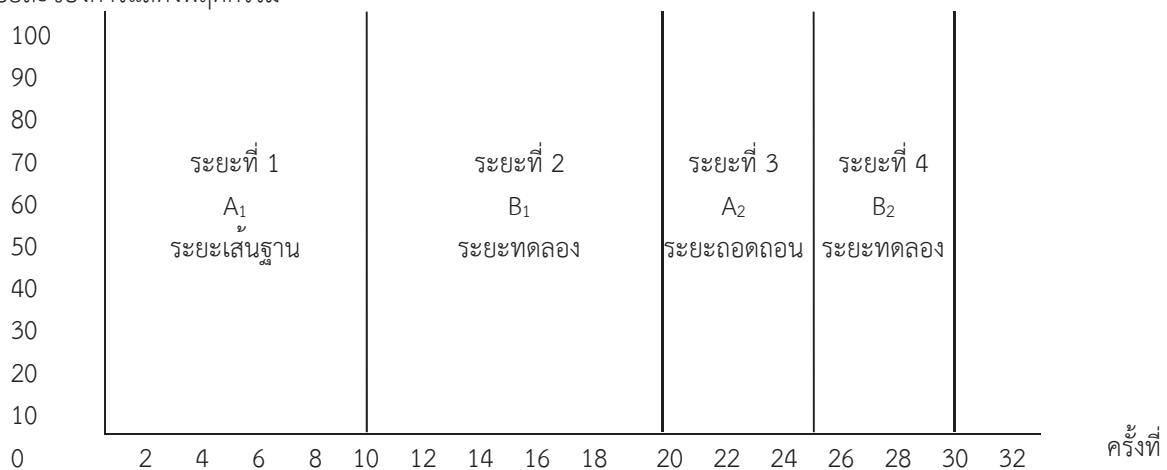 100
90
80
70 ระยะที่ 1 ระยะที่ 2 ระยะที่ 3 ระยะที่ 4
60 A₁ B₁ A₂ B₂
50 ระยะเส้นฐาน ระยะทดลอง ระยะถอดถอน ระยะทดลอง
40
30
20
10
0 2 4 6 8 10 12 14 16 18 20 22 24 26 28 30 32 ครั้งที่